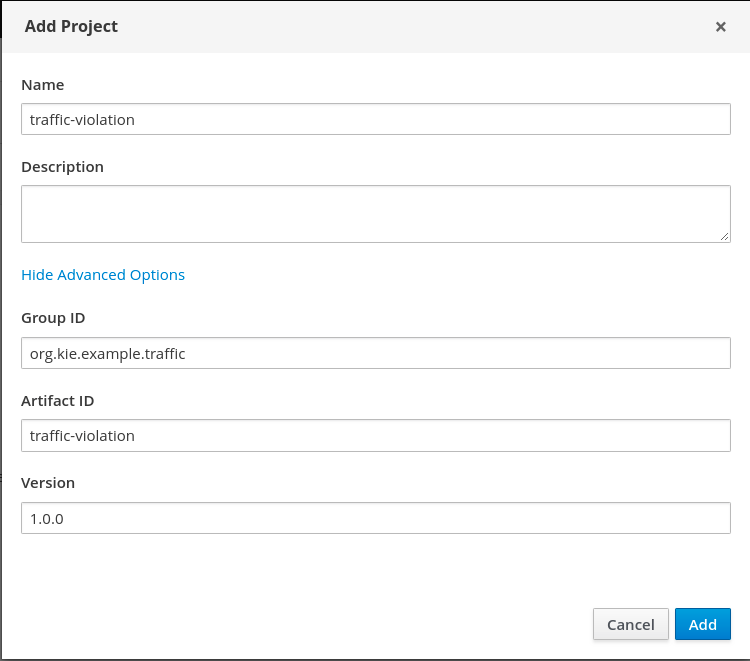 Add Project
×
Name
traffic-violation
Description
Hide Advanced Options
Group ID
org.kie.example.traffic
Artifact ID
traffic-violation
Version
1.0.0
Cancel Add